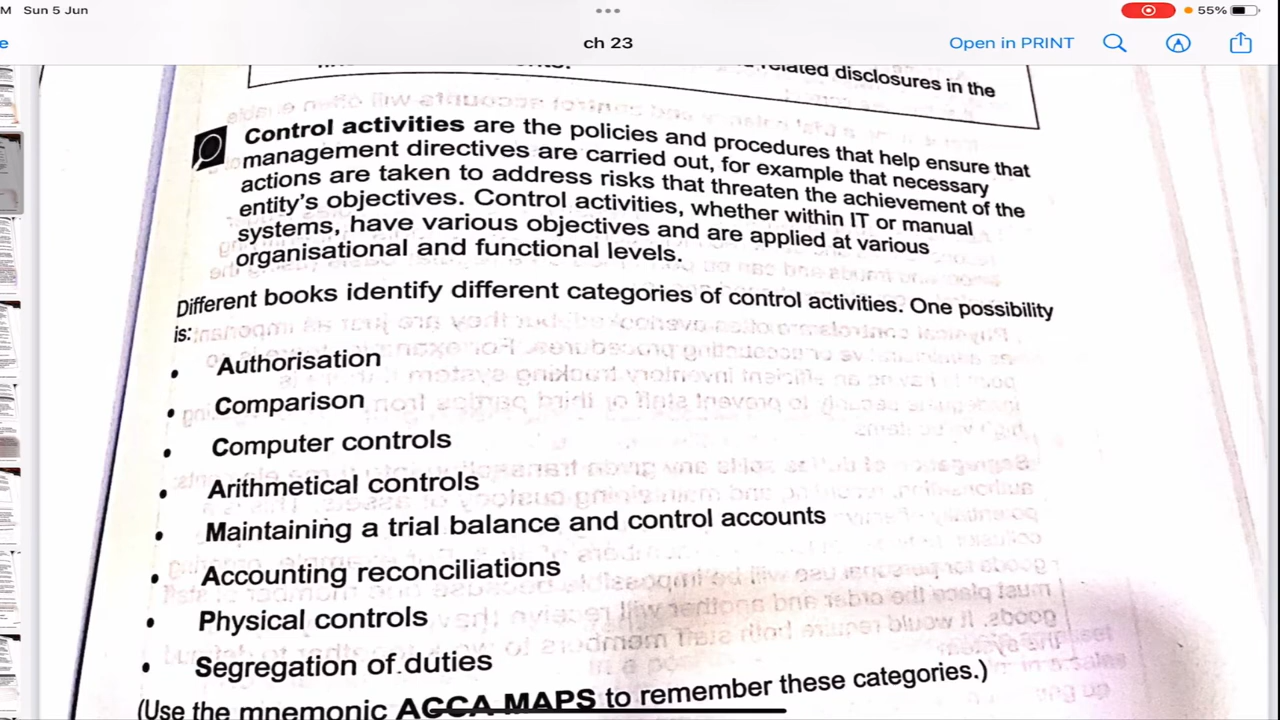 M Sun 5 Jun
55%
e
ch 23
Open in PRINT
related disclosures in the
Control activities are the policies and procedures that help ensure that
management directives are carried out, for example that necessary
actions are taken to address risks that threaten the achievement of the
entity's objectives. Control activities, whether within IT or manual
systems, have various objectives and are applied at various
organisational and functional levels.
Different books identify different categories of control activities. One possibility
is:
• Authorisation
• Comparison
• Computer controls
• Arithmetical controls
• Maintaining a trial balance and control accounts
• Accounting reconciliations
• Physical controls
• Segregation of duties
(Use the mnemonic ACCA MAPS to remember these categories.)